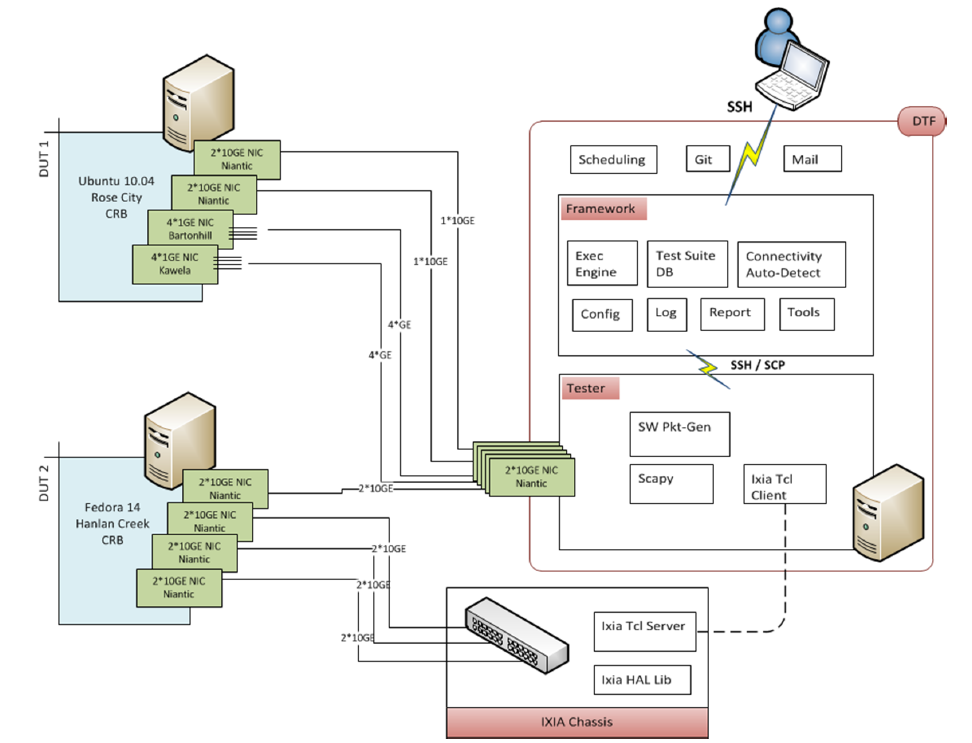 SSH
DTF
Scheduling
Git
Mail
Framework
Exec
Engine
Test Suite
DB
Connectivity
Auto-Detect
Config
Log
Report
Tools
SSH / SCP
Tester
SW Pkt-Gen
Scapy
Ixia Tcl
Client
2*10GE NIC
Niantic
DUT 1
Ubuntu 10.04
Rose City
CRB
2*10GE NIC
Niantic
2*10GE NIC
Niantic
4*1GE NIC
Bartonhill
4*1GE NIC
Kawela
1*10GE
1*10GE
4*GE
4*GE
DUT 2
Fedora 14
Hanlan Creek
CRB
2*10GE NIC
Niantic
2*10GE NIC
Niantic
2*10GE NIC
Niantic
2*10GE NIC
Niantic
2*10GE
2*10GE
2*10GE
2*10GE
Ixia Tcl Server
Ixia HAL Lib
IXIA Chassis